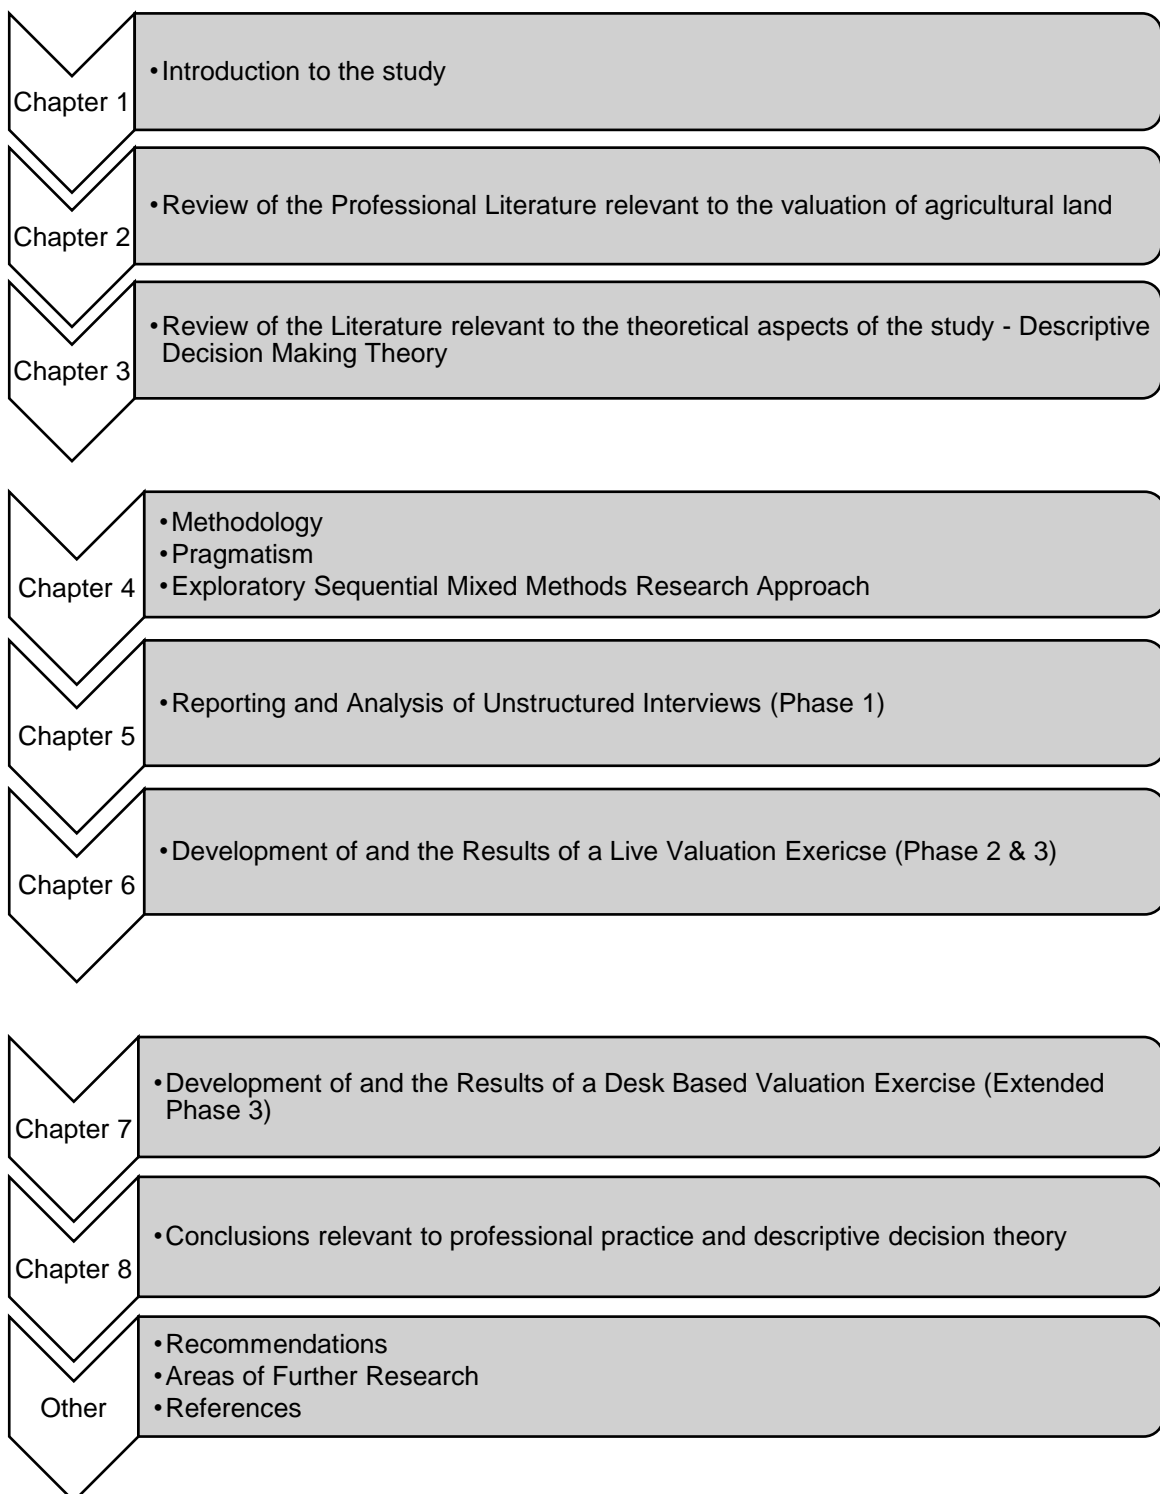 Chapter 1
•Introduction to the study
Chapter 2
•Review of the Professional Literature relevant to the valuation of agricultural land
Chapter 3
•Review of the Literature relevant to the theoretical aspects of the study - Descriptive
Decision Making Theory
Chapter 4
•Methodology
•Pragmatism
•Exploratory Sequential Mixed Methods Research Approach
Chapter 5
•Reporting and Analysis of Unstructured Interviews (Phase 1)
Chapter 6
•Development of and the Results of a Live Valuation Exericse (Phase 2 & 3)
Chapter 7
•Development of and the Results of a Desk Based Valuation Exercise (Extended
Phase 3)
Chapter 8
•Conclusions relevant to professional practice and descriptive decision theory
Other
•Recommendations
•Areas of Further Research
•References